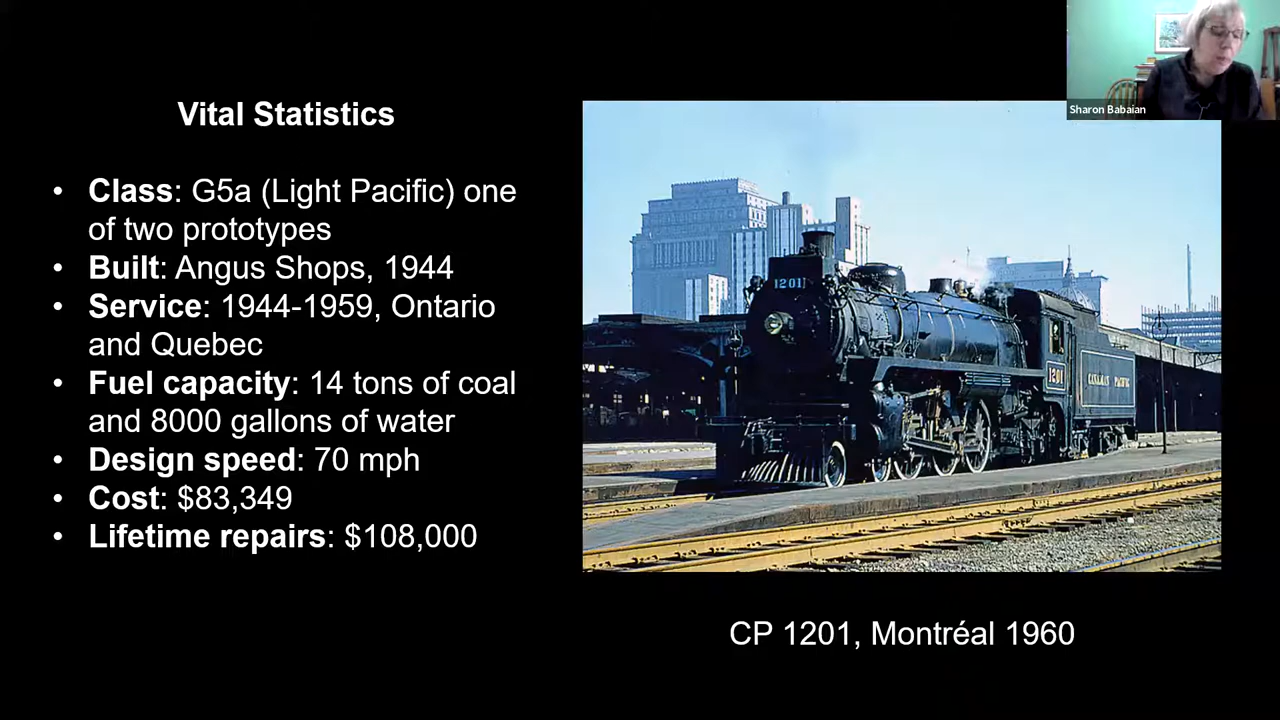 Sharon Babaian
Vital Statistics
• Class: G5a (Light Pacific) one
of two prototypes
• Built: Angus Shops, 1944
• Service: 1944-1959, Ontario
and Quebec
• Fuel capacity: 14 tons of coal
and 8000 gallons of water
• Design speed: 70 mph
• Cost: $83,349
• Lifetime repairs: $108,000
1201
1201
CANADIAN PACIFIC
CP 1201, Montréal 1960